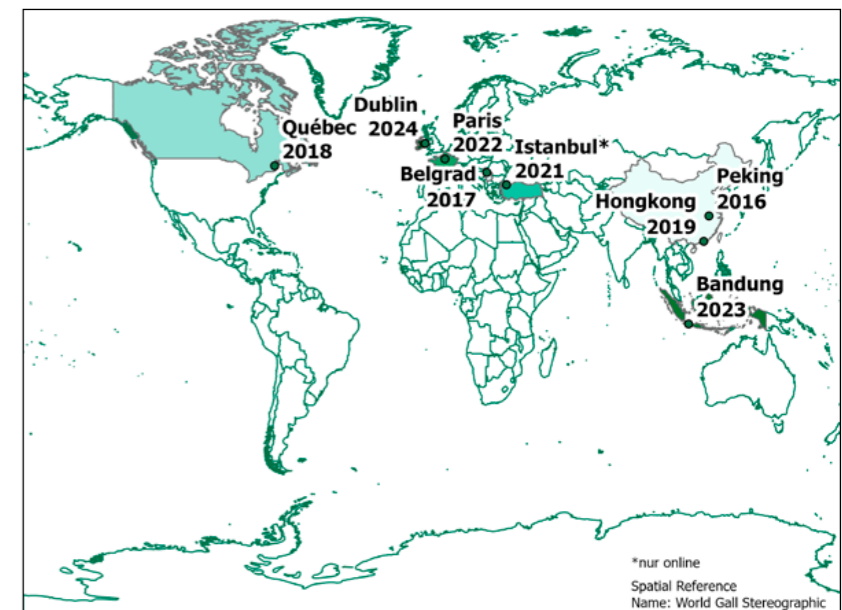 Québec
2018
Dublin
2024
Paris
2022
Istanbul*
2021
Belgrad
2017
Hongkong
2019
Peking
2016
Bandung
2023
*nur online
Spatial Reference
Name: World Gall Stereographic